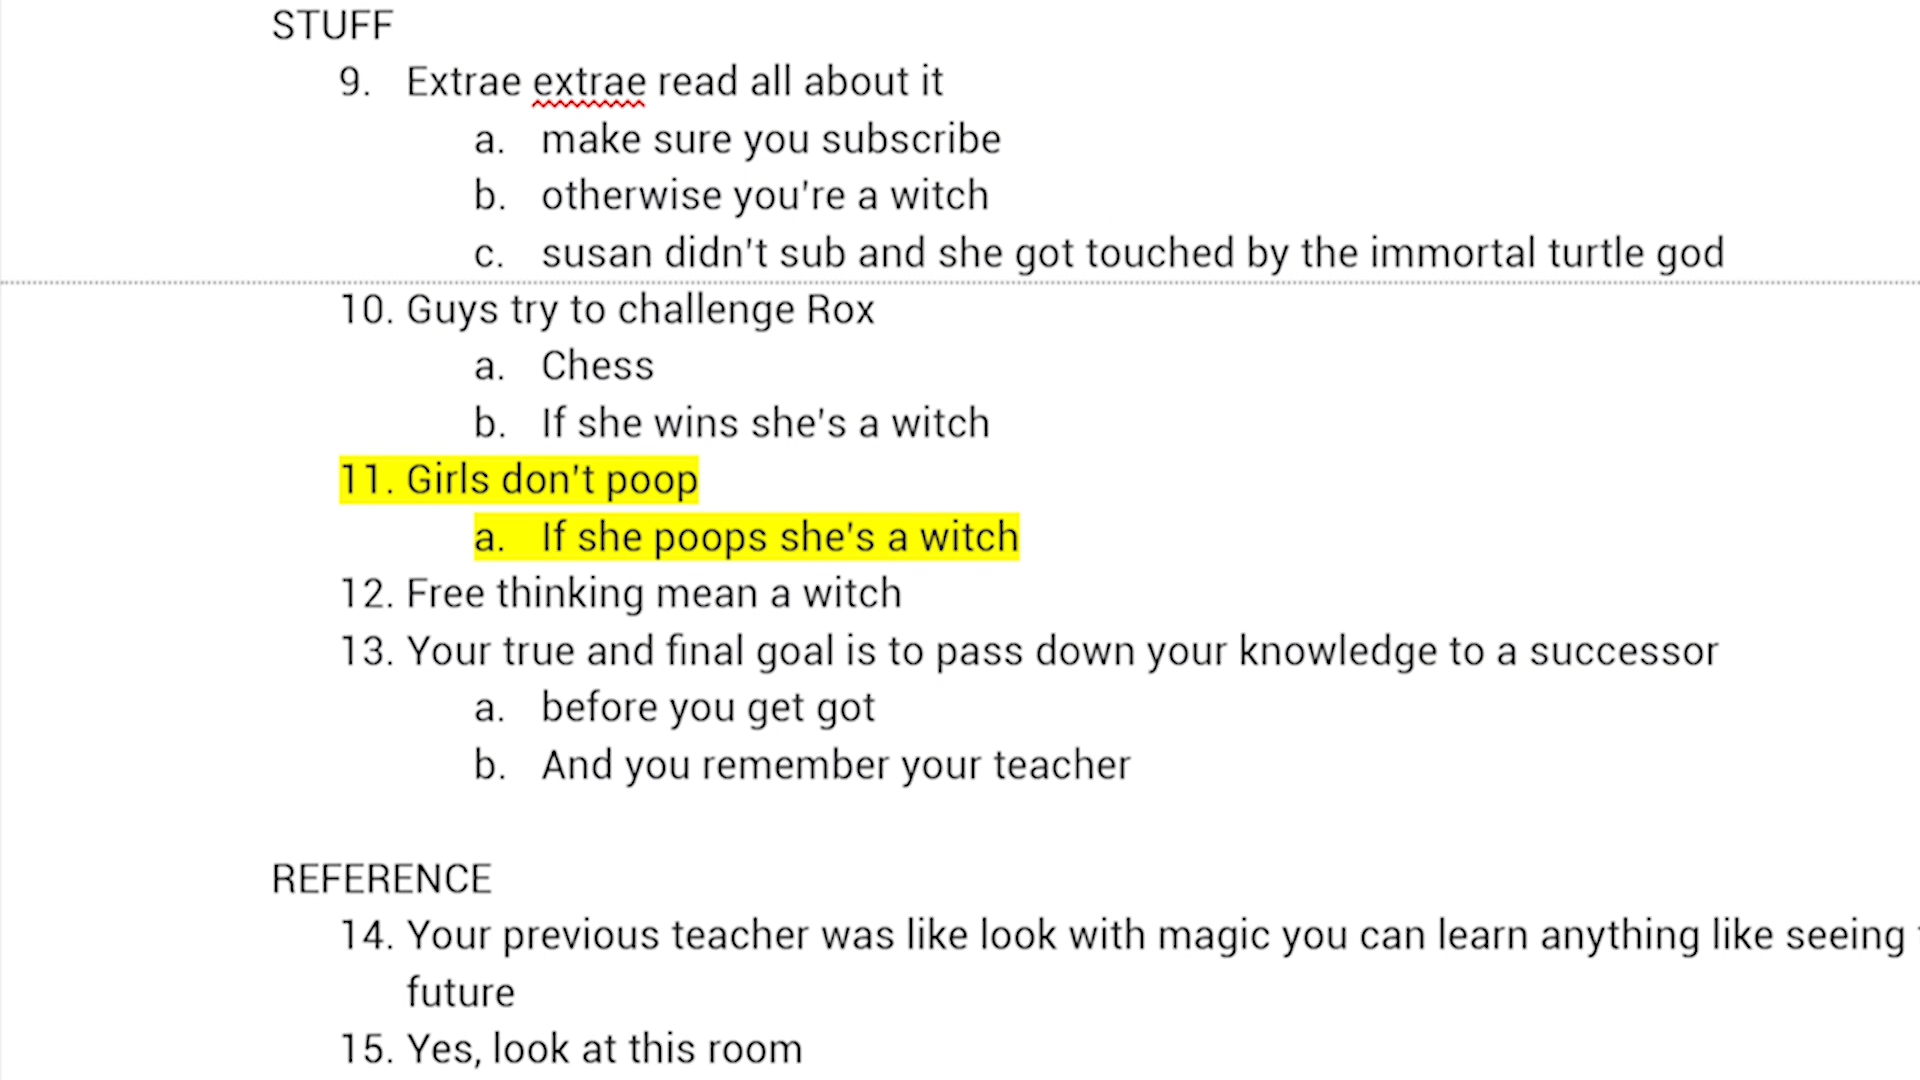 STUFF
9. Extrae extrae read all about it
a. make sure you subscribe
b. otherwise you're a witch
c. susan didn't sub and she got touched by the immortal turtle god
10. Guys try to challenge Rox
a. Chess
b. If she wins she's a witch
11. Girls don't poop
a. If she poops she's a witch
12. Free thinking mean a witch
13. Your true and final goal is to pass down your knowledge to a successor
a. before you get got
b. And you remember your teacher
REFERENCE
14. Your previous teacher was like look with magic you can learn anything like seeing
future
15. Yes, look at this room